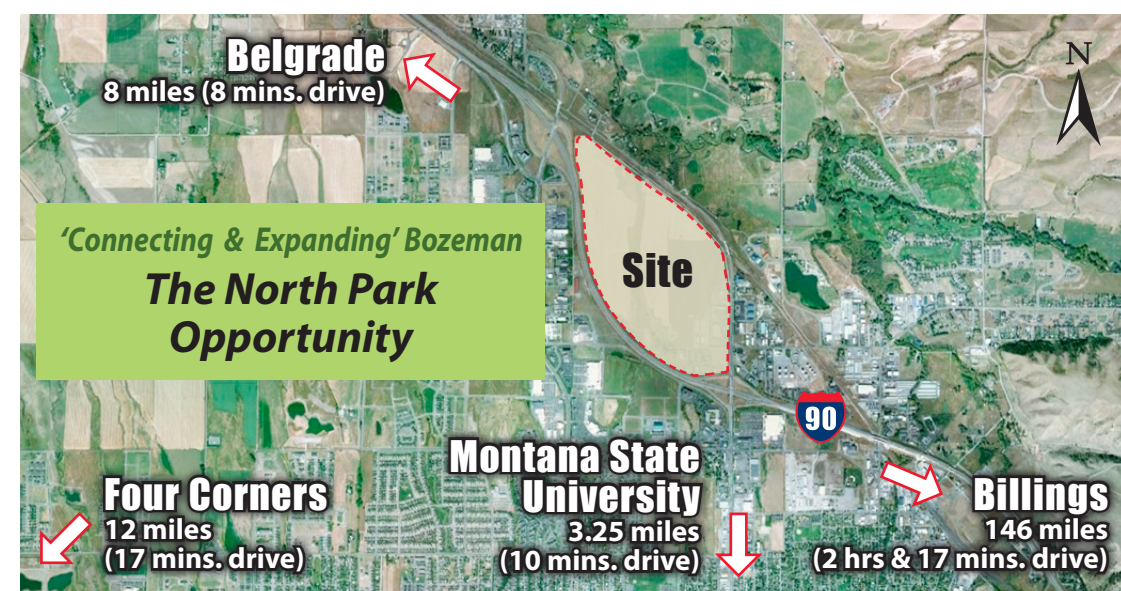 Belgrade
8 miles (8 mins. drive)
N
‘Connecting & Expanding’ Bozeman
The North Park
Opportunity
Site
90
Four Corners
12 miles
(17 mins. drive)
Montana State
University
3.25 miles
(10 mins. drive)
Billings
146 miles
(2 hrs & 17 mins. drive)